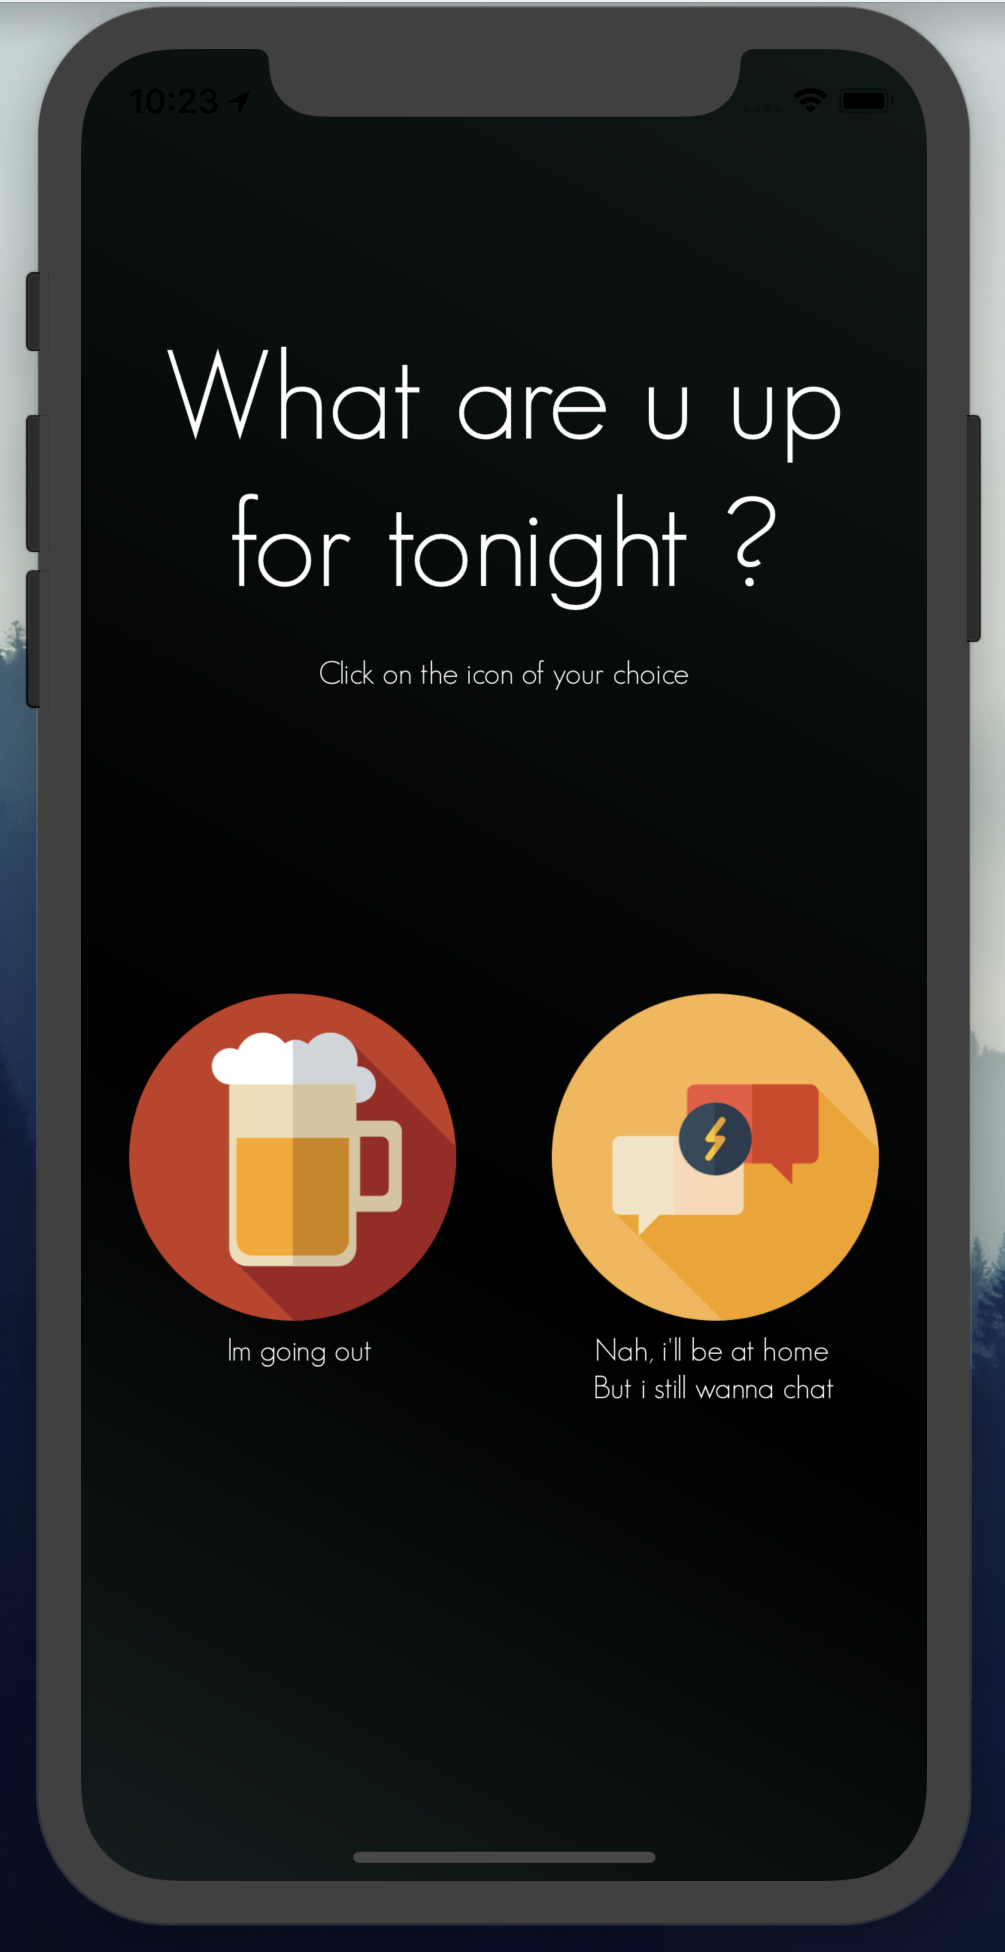 10:23
What are u up
for tonight ?
Click on the icon of your choice
Im going out
Nah, i'll be at home
But i still wanna chat